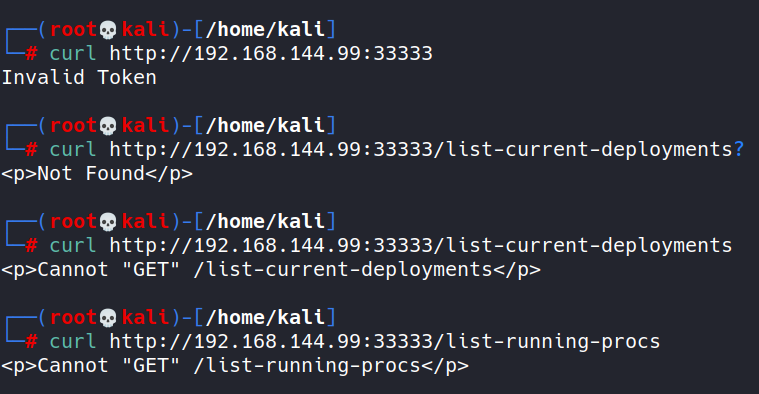 ┌──(root💀kali)-[/home/kali]
└─# curl http://192.168.144.99:33333
Invalid Token
┌──(root💀kali)-[/home/kali]
└─# curl http://192.168.144.99:33333/list-current-deployments?
<p>Not Found</p>
┌──(root💀kali)-[/home/kali]
└─# curl http://192.168.144.99:33333/list-current-deployments
<p>Cannot "GET" /list-current-deployments</p>
┌──(root💀kali)-[/home/kali]
└─# curl http://192.168.144.99:33333/list-running-procs
<p>Cannot "GET" /list-running-procs</p>